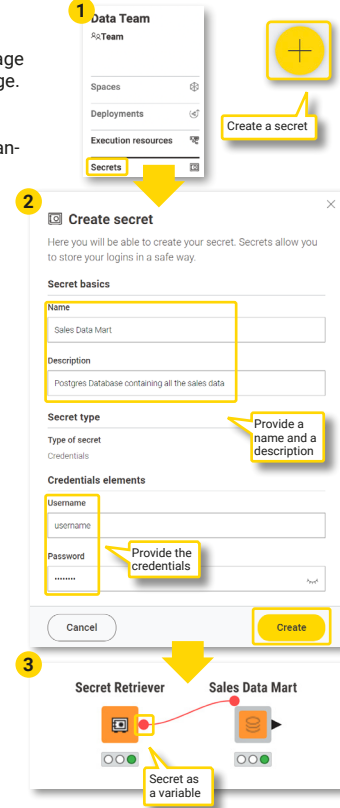 age
ge.
an-
1
Data Team
Team
Spaces
Deployments
Execution resources
Secrets
Create a secret
2
Create secret
Here you will be able to create your secret. Secrets allow you
to store your logins in a safe way.
Secret basics
Name
Sales Data Mart
Description
Postgres Database containing all the sales data
Secret type
Type of secret
Credentials
Provide a
name and a
description
Credentials elements
Username
username
Password
••••••••
Provide the
credentials
Cancel
Create
3
Secret Retriever
Sales Data Mart
Secret as
a variable